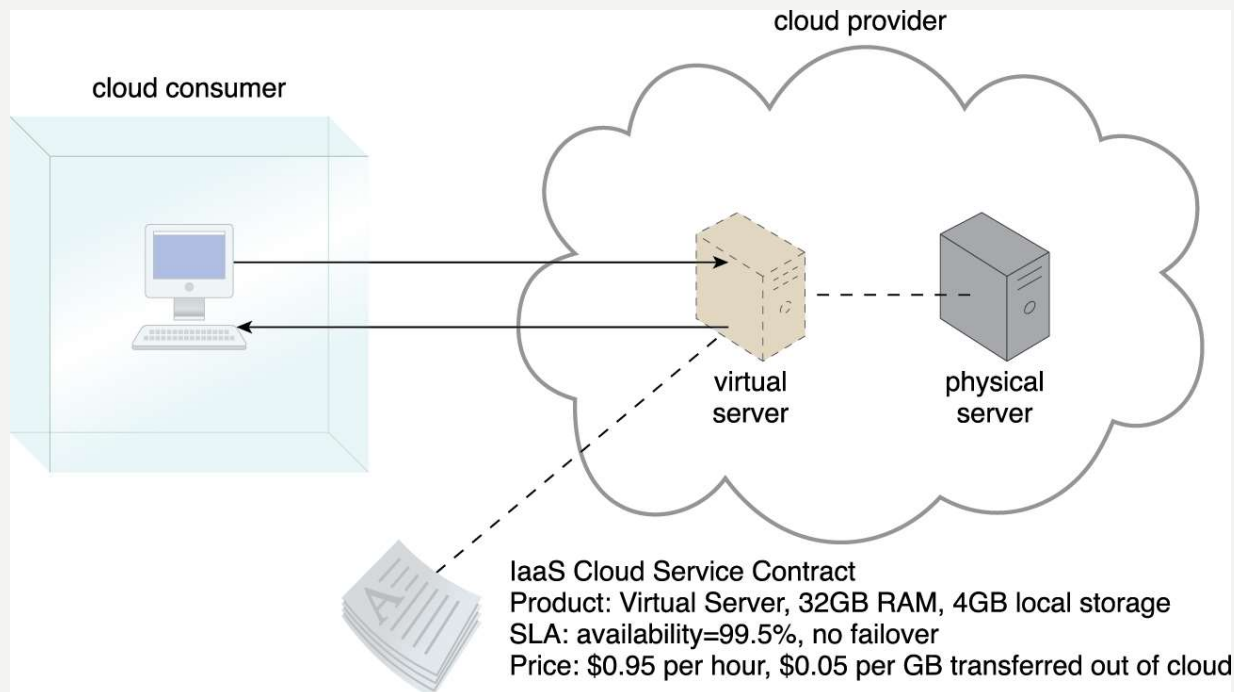 cloud provider
cloud consumer
virtual
server
physical
server
A
IaaS Cloud Service Contract
Product: Virtual Server, 32GB RAM, 4GB local storage
SLA: availability=99.5%, no failover
Price: $0.95 per hour, $0.05 per GB transferred out of cloud